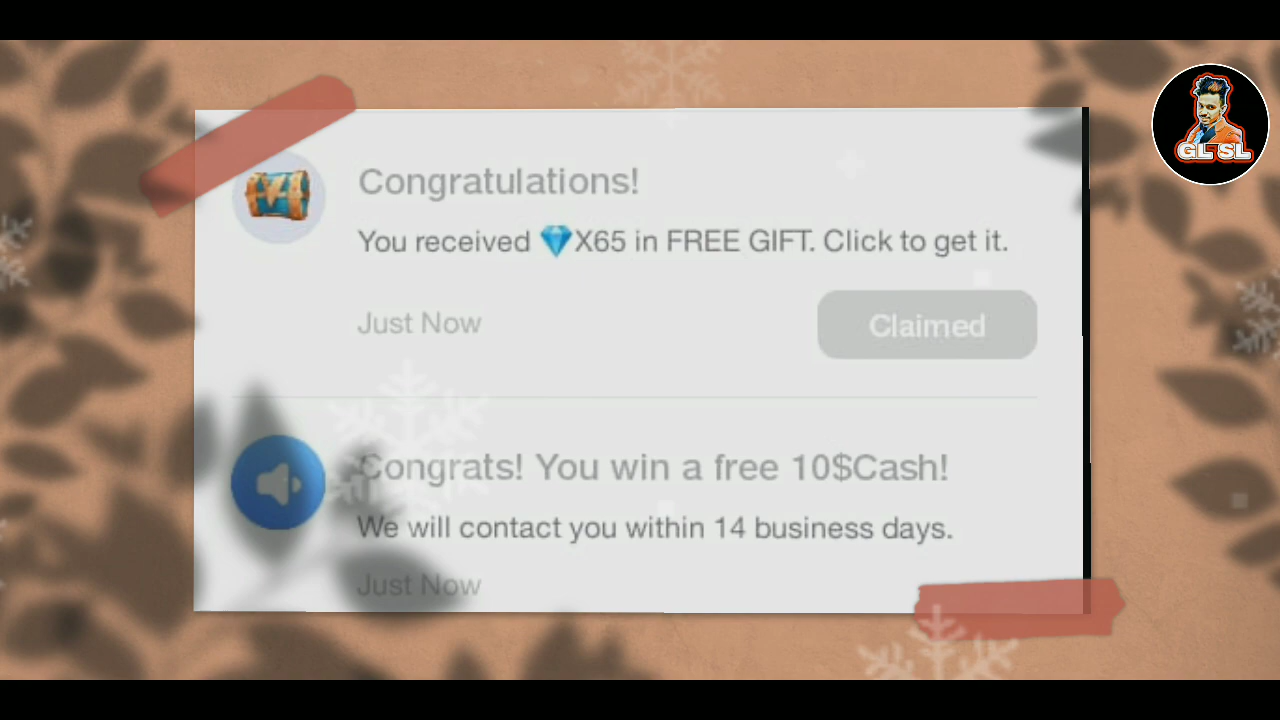 GL SL
Congratulations!
You received 💎X65 in FREE GIFT. Click to get it.
Just Now
Claimed
Congrats! You win a free 10$Cash!
We will contact you within 14 business days.
Just Now